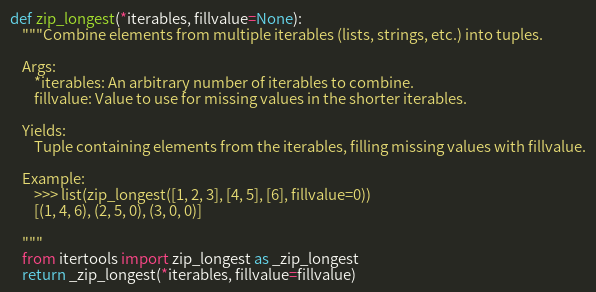 def zip_longest(*iterables, fillvalue=None):
    """Combine elements from multiple iterables (lists, strings, etc.) into tuples.

    Args:
        *iterables: An arbitrary number of iterables to combine.
        fillvalue: Value to use for missing values in the shorter iterables.

    Yields:
        Tuple containing elements from the iterables, filling missing values with fillvalue.

    Example:
        >>> list(zip_longest([1, 2, 3], [4, 5], [6], fillvalue=0))
        [(1, 4, 6), (2, 5, 0), (3, 0, 0)]

    """
    from itertools import zip_longest as _zip_longest
    return _zip_longest(*iterables, fillvalue=fillvalue)